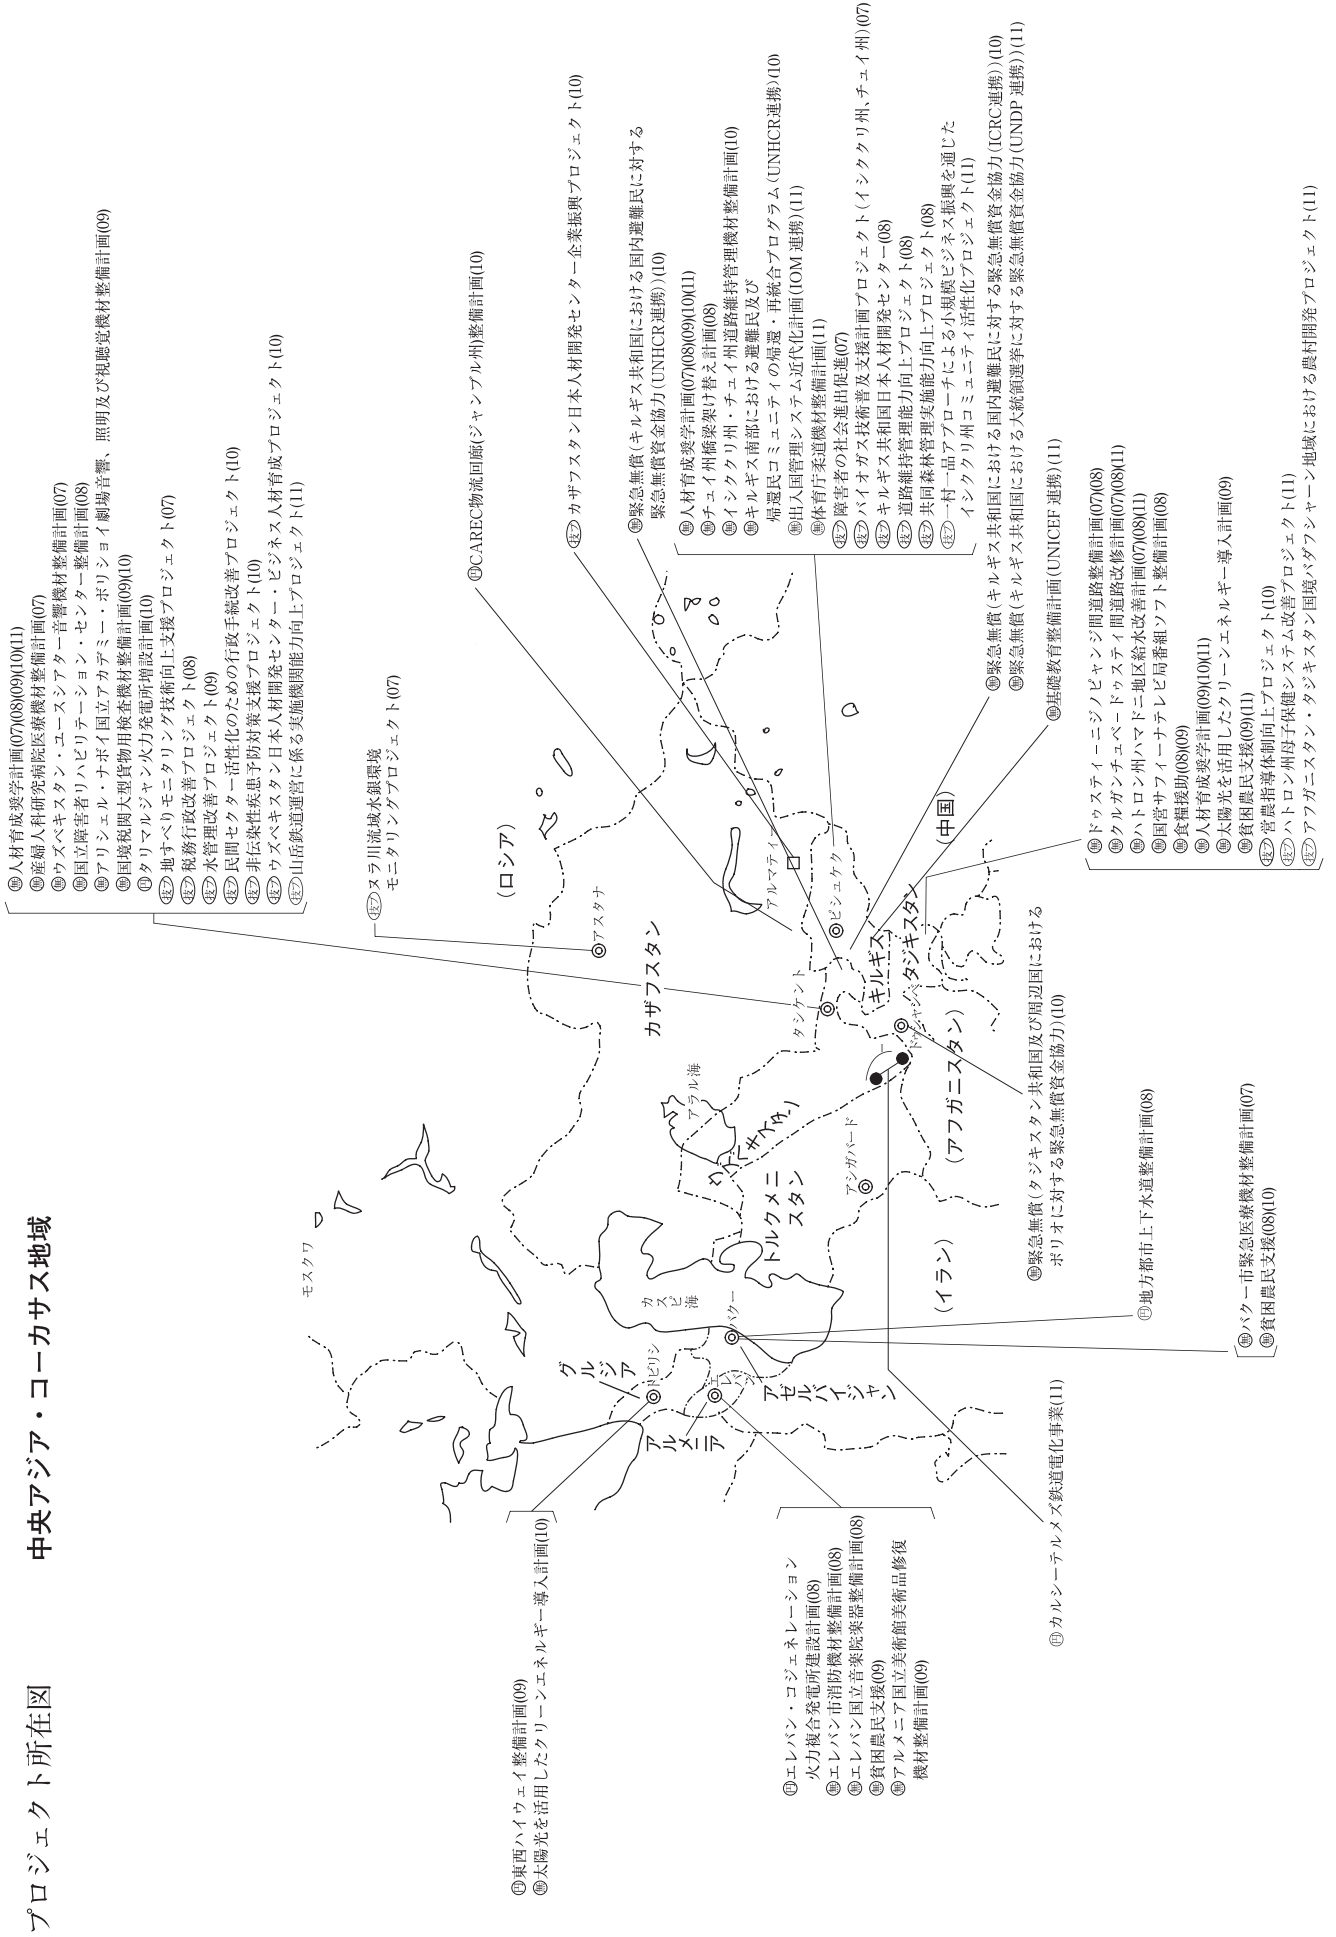 プロジェクト所在図　中央アジア・コーカサス地域
㊅人材育成奨学計画(07)(08)(09)(10)(11)
㊅産婦人科研究病院医療機材整備計画(07)
㊅ウズベキスタン・ユースシアター音響機材整備計画(07)
㊅国立障害者リハビリテーション・センター整備計画(08)
㊅アリシェル・ナボイ国立アカデミー・ボリショイ劇場音響、照明及び視聴覚機材整備計画(09)
㊅国境税関大型貨物用検査機材整備計画(09)(10)
円タリマルジャン火力発電所増設計画(10)
技プ地すべりモニタリング技術向上支援プロジェクト(07)
技プ税務行政改善プロジェクト(08)
技プ水管理改善プロジェクト(09)
技プ民間セクター活性化のための行政手続改善プロジェクト(10)
技プ非伝染性疾患予防対策支援プロジェクト(10)
技プウズベキスタン日本人材開発センター・ビジネス人材育成プロジェクト(10)
技プ山岳鉄道運営に係る実施機関能力向上プロジェクト(11)
技プヌラ川流域水銀環境
モニタリングプロジェクト(07)
円CAREC物流回廊(ジャンブル州)整備計画(10)
技プカザフスタン日本人材開発センター企業振興プロジェクト(10)
無緊急無償(キルギス共和国における国内避難民に対する
緊急無償資金協力(UNHCR連携))(10)
無人材育成奨学計画(07)(08)(09)(10)(11)
無チュイ州橋梁架け替え計画(08)
無イシククリ州・チュイ州道路維持管理機材整備計画(10)
無キルギス南部における避難民及び
帰還民コミュニティの帰還・再統合プログラム(UNHCR連携)(10)
無出入国管理システム近代化計画(IOM 連携)(11)
無体育庁柔道機材整備計画(11)
技プ障害者の社会進出促進(07)
技プバイオガス技術普及支援計画プロジェクト(イシククリ州、チュイ州)(07)
技プキルギス共和国日本人材開発センター(08)
技プ道路維持管理能力向上プロジェクト(08)
技プ共同森林管理実施能力向上プロジェクト(08)
技プ一村一品アプローチによる小規模ビジネス振興を通じた
イシククリ州コミュニティ活性化プロジェクト(11)
無緊急無償(キルギス共和国における国内避難民に対する緊急無償資金協力(ICRC連携))(10)
無緊急無償(キルギス共和国における大統領選挙に対する緊急無償資金協力(UNDP 連携))(11)
無基礎教育整備計画(UNICEF 連携)(11)
無ドゥスティ－ニジノピャンジ間道路整備計画(07)(08)
無クルガンチュベ－ドゥスティ間道路改修計画(07)(08)(11)
無ハトロン州ハマドニ地区給水改善計画(07)(08)(11)
無国営サフィーナテレビ局番組ソフト整備計画(08)
無食糧援助(08)(09)
無人材育成奨学計画(09)(10)(11)
無太陽光を活用したクリーンエネルギー導入計画(09)
無貧困農民支援(09)(11)
技プ営農指導体制向上プロジェクト(10)
技プハトロン州母子保健システム改善プロジェクト(11)
技プアフガニスタン・タジキスタン国境バダフシャーン地域における農村開発プロジェクト(11)
無緊急無償(タジキスタン共和国及び周辺国における
ポリオに対する緊急無償資金協力)(10)
円地方都市上下水道整備計画(08)
無バクー市緊急医療機材整備計画(07)
無貧困農民支援(08)(10)
円カルシ－テルメズ鉄道電化事業(11)
円東西ハイウェイ整備計画(09)
無太陽光を活用したクリーンエネルギー導入計画(10)
円エレバン・コジェネレーション
火力複合発電所建設計画(08)
無エレバン市消防機材整備計画(08)
無エレバン国立音楽院楽器整備計画(08)
無貧困農民支援(09)
無アルメニア国立美術館美術品修復
機材整備計画(09)
モスクワ
(ロシア)
アスタナ
カザフスタン
アルマティ
ビシュケク
(中国)
キルギス
タジキスタン
タシケント
ドゥシャンベ
アラル海
ウズベキスタン
(アフガニスタン)
アシガバード
トルクメニ
スタン
(イラン)
カスピ海
バクー
グルジア
トビリシ
エレバン
アゼルバイジャン
アルメニア